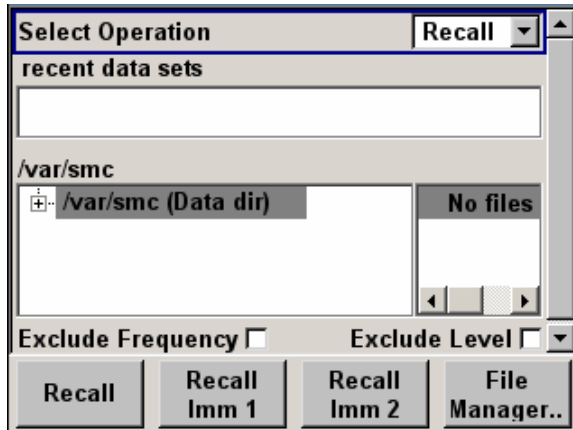 Select Operation Recall
recent data sets
/var/smc
/var/smc (Data dir) No files
Exclude Frequency Exclude Level
Recall Recall Imm 1 Recall Imm 2 File Manager..